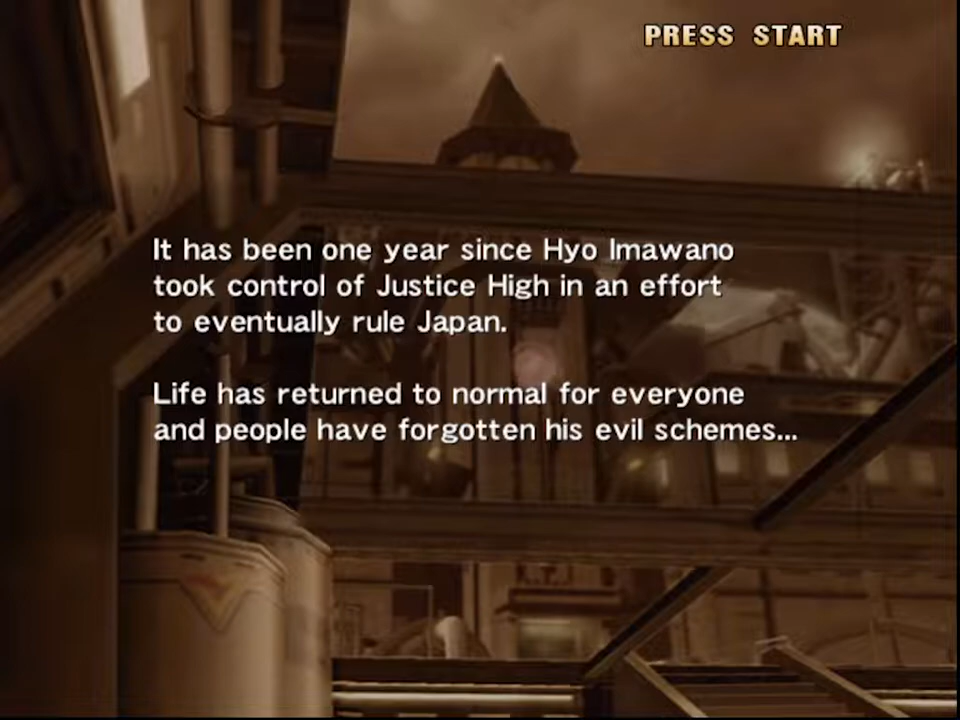 PRESS START
It has been one year since Hyo Imawano
took control of Justice High in an effort
to eventually rule Japan.
Life has returned to normal for everyone
and people have forgotten his evil schemes...